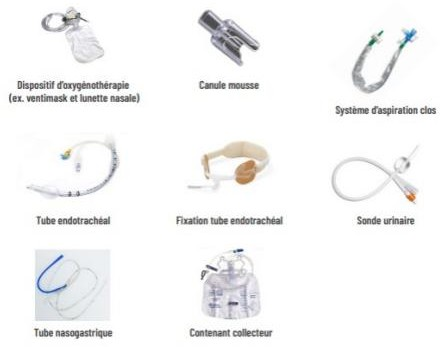 Dispositif d'oxygénothérapie
(ex. ventimask et lunette nasale)
Canule mousse
Système d'aspiration clos
Tube endotrachéal
Fixation tube endotrachéal
Sonde urinaire
Tube nasogastrique
Contenant collecteur